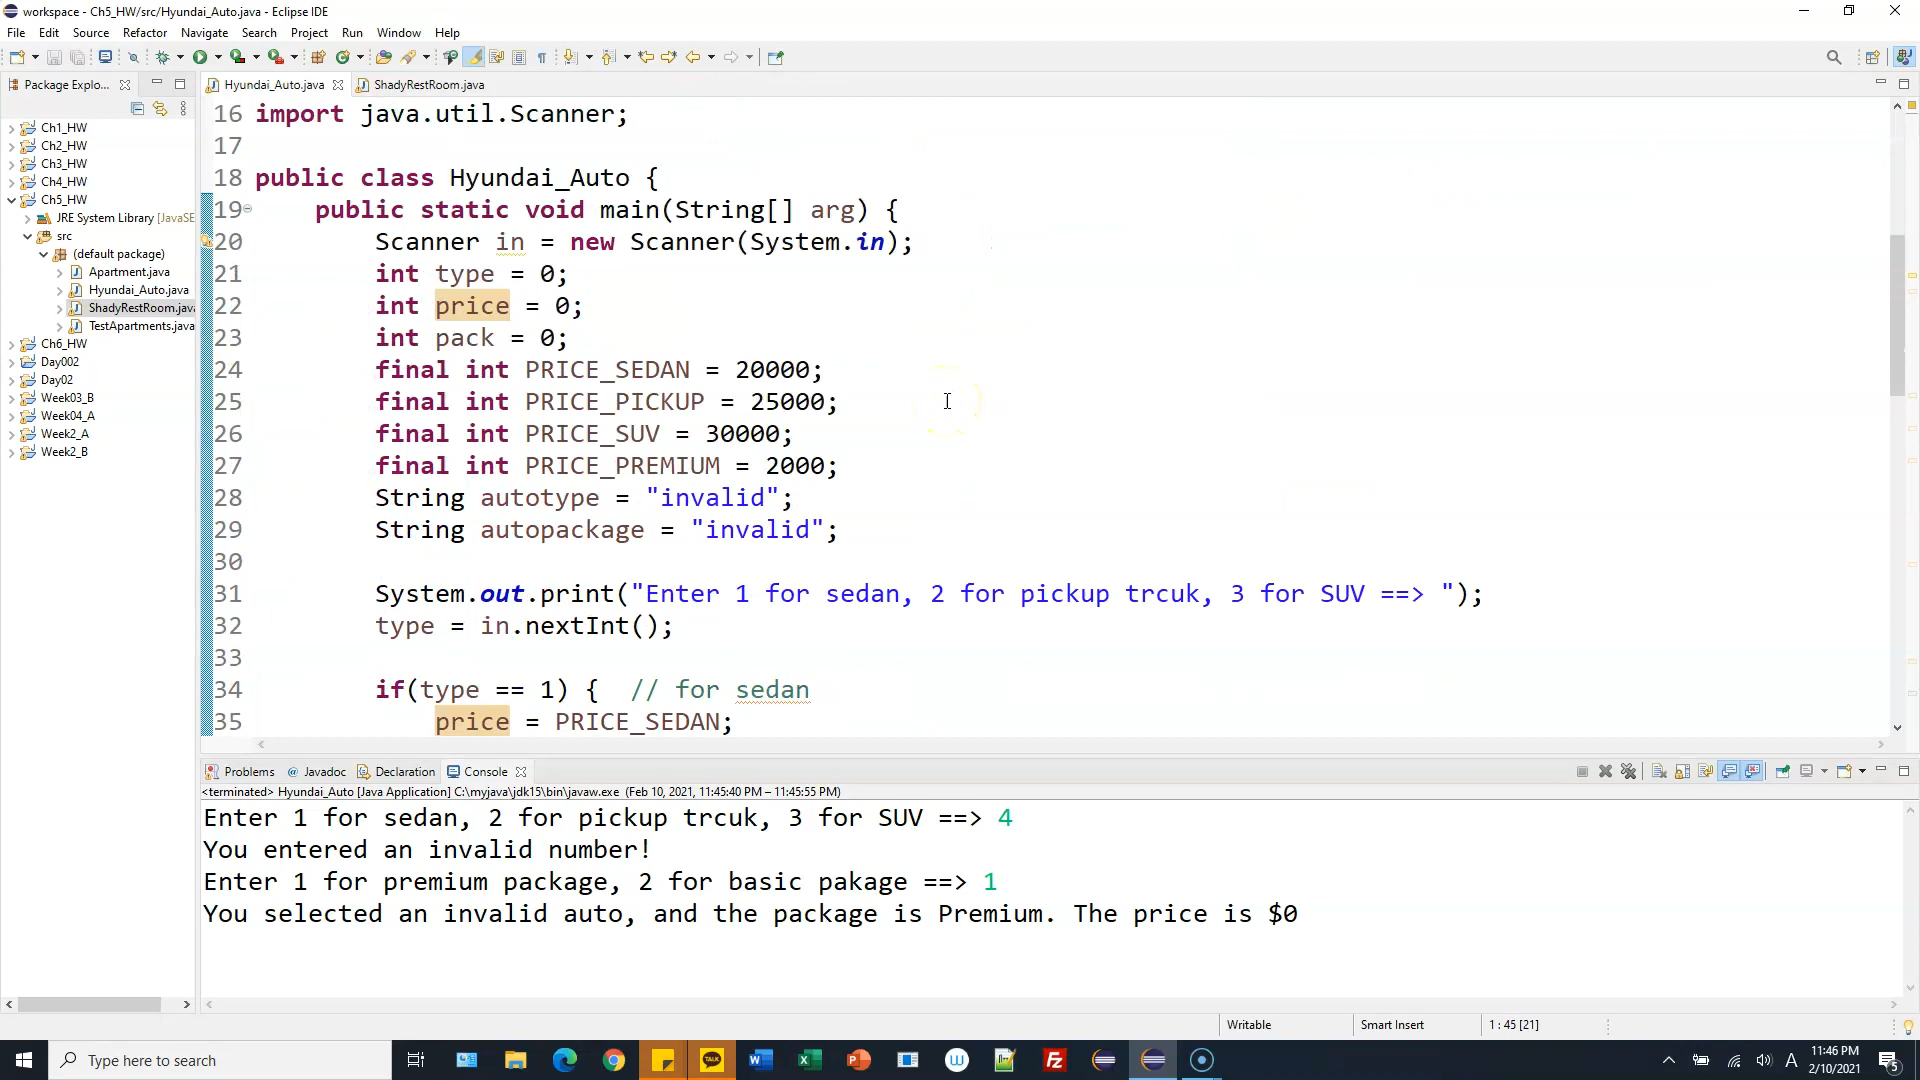 workspace - Ch5_HW/src/Hyundai_Auto.java - Eclipse IDE
File Edit Source Refactor Navigate Search Project Run Window Help
Package Explo...
Hyundai_Auto.java
ShadyRestRoom.java
Ch1_HW
Ch2_HW
Ch3_HW
Ch4_HW
Ch5_HW
JRE System Library [JavaSE
src
(default package)
Apartment.java
Hyundai_Auto.java
ShadyRestRoom.java
TestApartments.java
Ch6_HW
Day002
Day02
Week03_B
Week04_A
Week2_A
Week2_B
16 import java.util.Scanner;
17
18 public class Hyundai_Auto {
19 public static void main(String[] arg) {
20 Scanner in = new Scanner(System.in);
21 int type = 0;
22 int price = 0;
23 int pack = 0;
24 final int PRICE_SEDAN = 20000;
25 final int PRICE_PICKUP = 25000;
26 final int PRICE_SUV = 30000;
27 final int PRICE_PREMIUM = 2000;
28 String autotype = "invalid";
29 String autopackage = "invalid";
30
31 System.out.print("Enter 1 for sedan, 2 for pickup trcuk, 3 for SUV ==> ");
32 type = in.nextInt();
33
34 if(type == 1) { // for sedan
35 price = PRICE_SEDAN;
Problems @ Javadoc Declaration Console
<terminated> Hyundai_Auto [Java Application] C:\myjava\jdk15\bin\javaw.exe (Feb 10, 2021, 11:45:40 PM – 11:45:55 PM)
Enter 1 for sedan, 2 for pickup trcuk, 3 for SUV ==> 4
You entered an invalid number!
Enter 1 for premium package, 2 for basic pakage ==> 1
You selected an invalid auto, and the package is Premium. The price is $0
Writable
Smart Insert
1 : 45 [21]
Type here to search
TALK
A
11:46 PM
2/10/2021
5